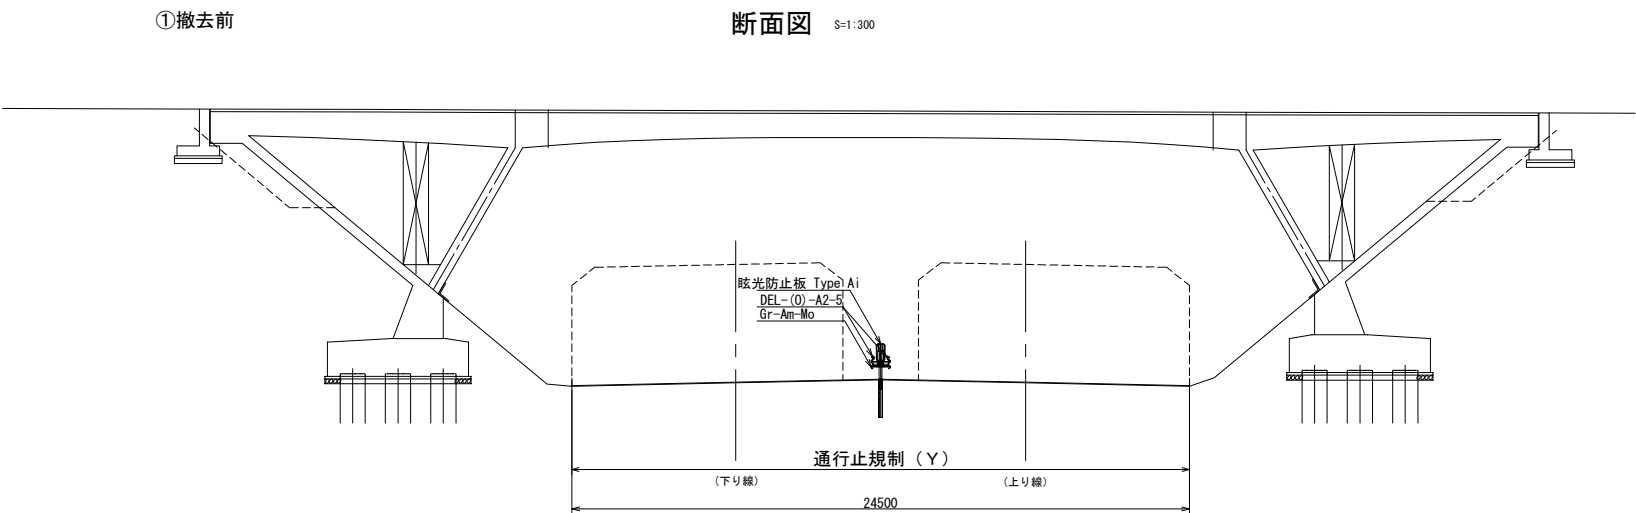 ①撤去前
断面図 S=1:300
眩光防止板 Type Ai
DEL-(O)-A2-5
Gr-Am-Mo
通行止規制（Ｙ）
(下り線)
(上り線)
24500